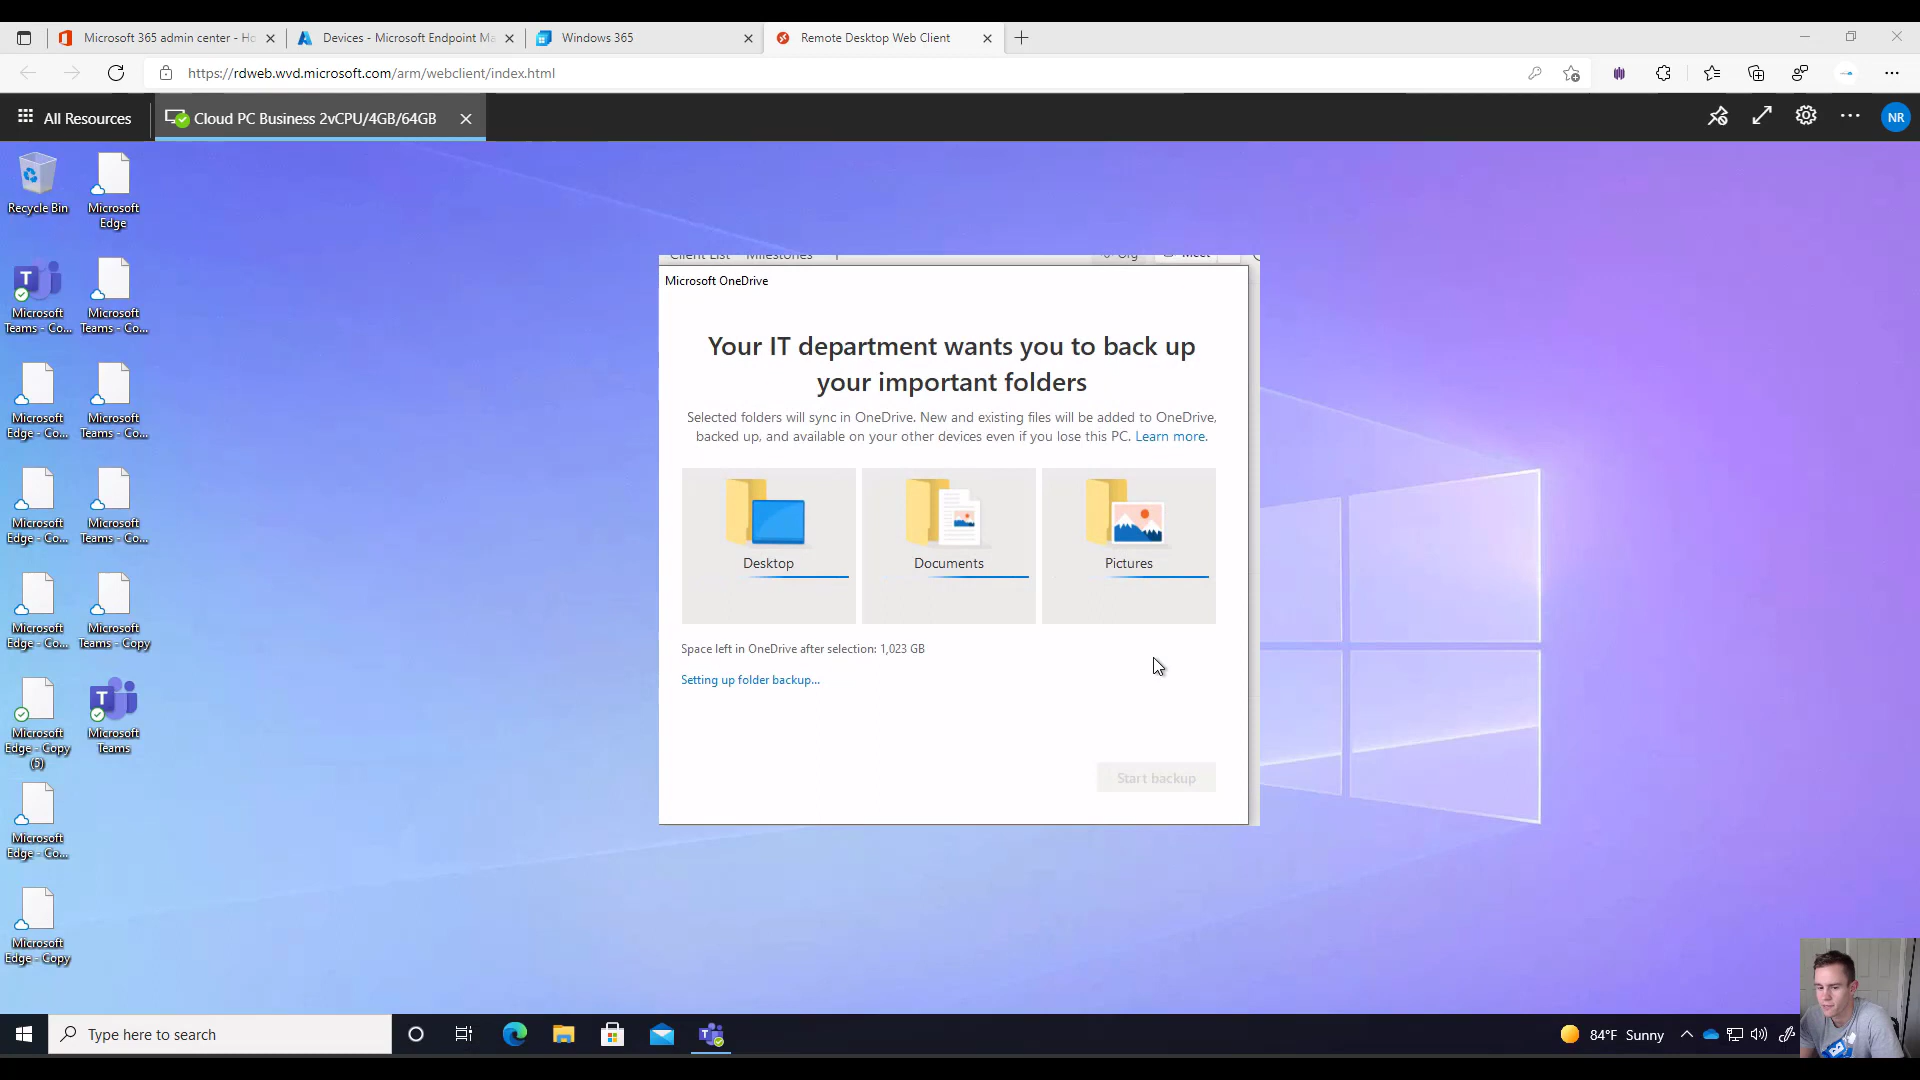 Microsoft 365 admin center - Ho
Devices - Microsoft Endpoint Ma
Windows 365
Remote Desktop Web Client
https://rdweb.wvd.microsoft.com/arm/webclient/index.html
All Resources
Cloud PC Business 2vCPU/4GB/64GB
NR
Recycle Bin
Microsoft
Edge
Microsoft
Teams - Co...
Microsoft
Teams - Co...
Microsoft
Edge - Co...
Microsoft
Teams - Co...
Microsoft
Edge - Co...
Microsoft
Teams - Co...
Microsoft
Edge - Co...
Microsoft
Teams - Copy
Microsoft
Edge - Copy
(5)
Microsoft
Teams
Microsoft
Edge - Co...
Microsoft
Edge - Copy
Client List Milestones
Org
Meet
Microsoft OneDrive
Your IT department wants you to back up
your important folders
Selected folders will sync in OneDrive. New and existing files will be added to OneDrive,
backed up, and available on your other devices even if you lose this PC. Learn more.
Desktop
Documents
Pictures
Space left in OneDrive after selection: 1,023 GB
Setting up folder backup...
Start backup
Type here to search
84°F Sunny